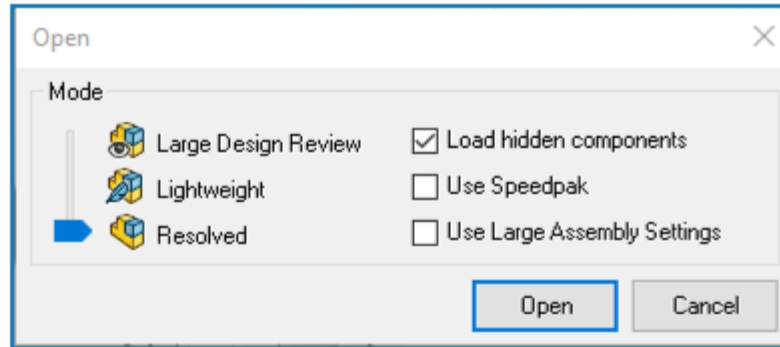 Open
Mode
Large Design Review
Load hidden components
Lightweight
Use Speedpak
Resolved
Use Large Assembly Settings
Open
Cancel